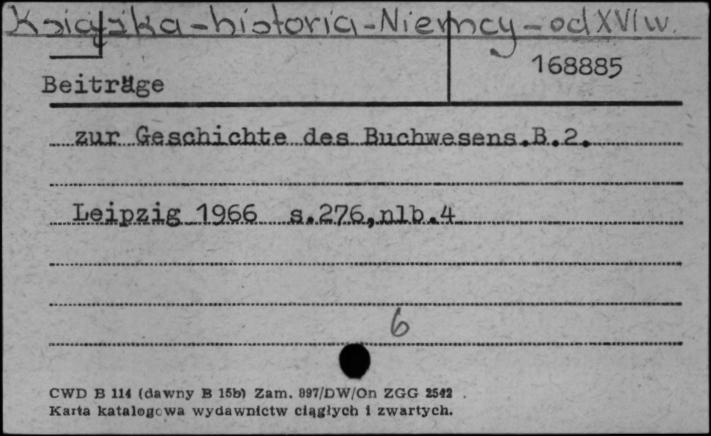 Książka-historia-Niemcy-od XVI w.
168885
Beiträge
zur Geschichte des Buchwesens.B.2.
Leipzig 1966 s.276,nlb.4
6
CWD B 114 (dawny B 15b) Zam. 897/DW/On ZGG 2542
Karta katalogowa wydawnictw ciągłych i zwartych.